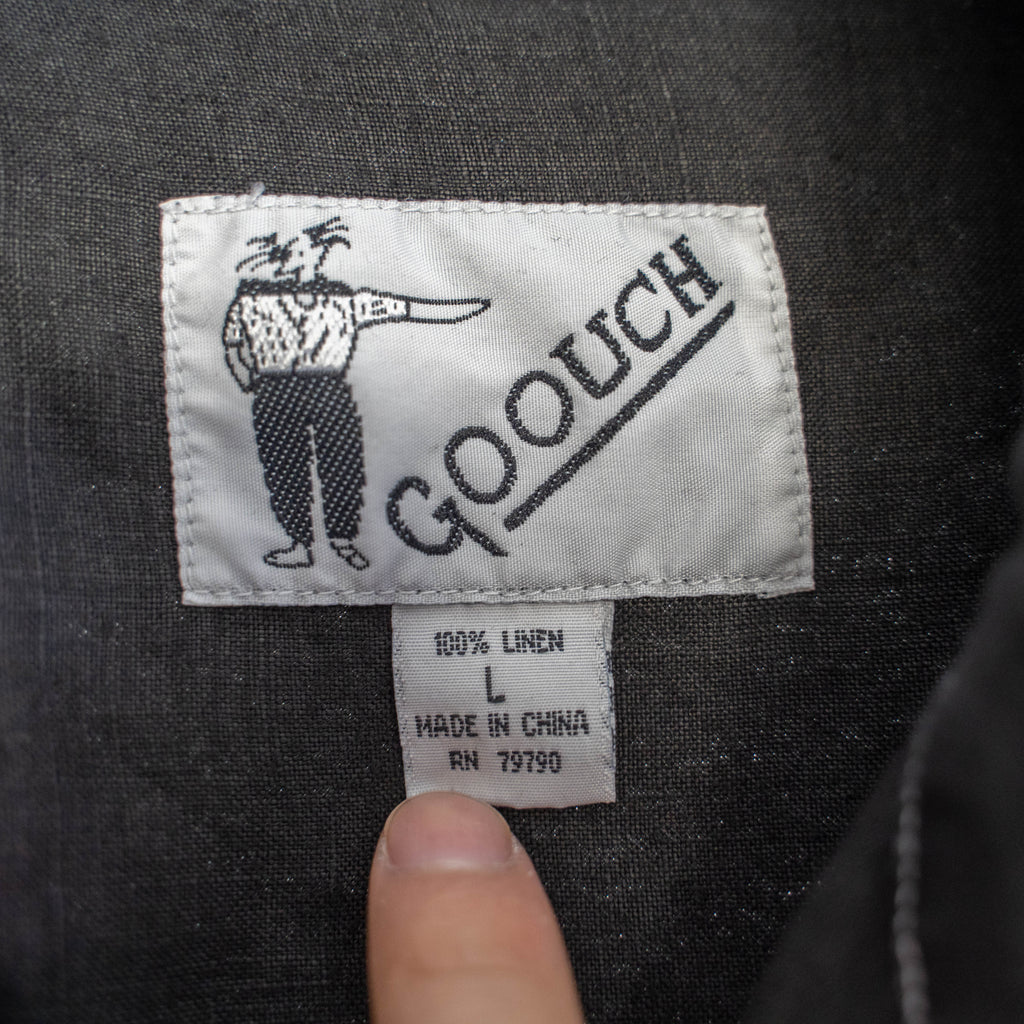 GOOUCH
100% LINEN
L
MADE IN CHINA
RN 79790